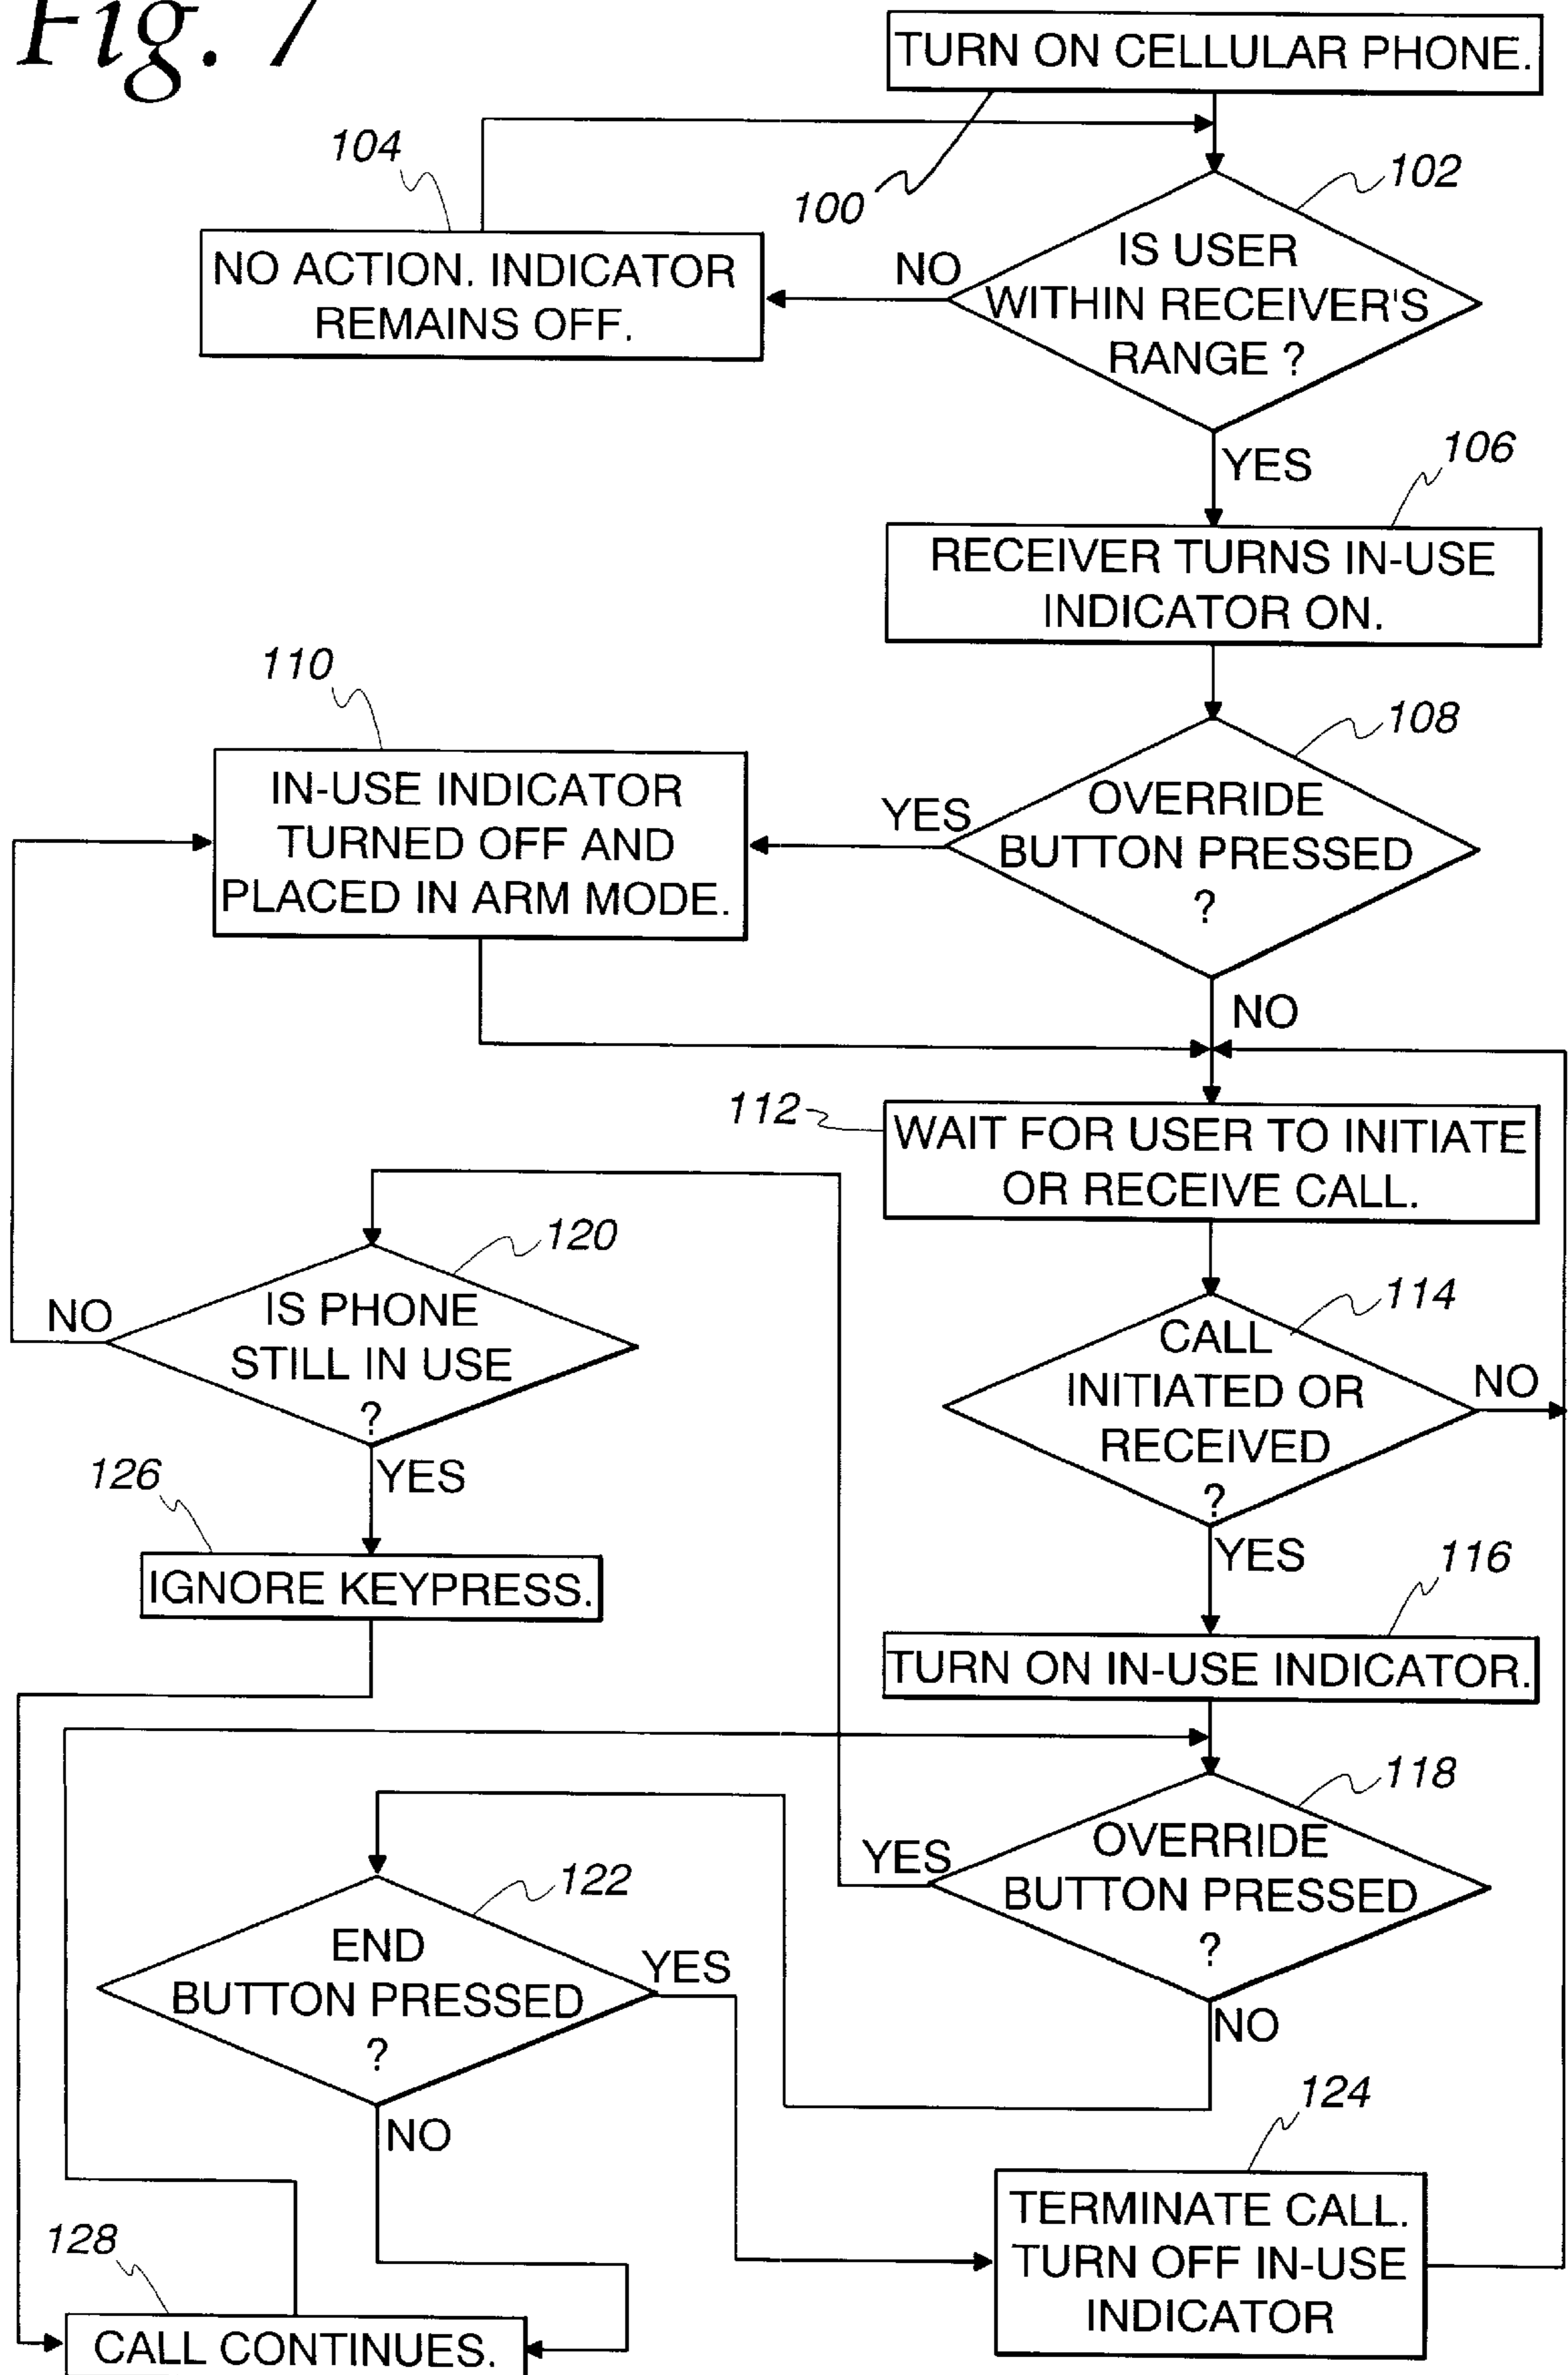 Fig. 7
TURN ON CELLULAR PHONE.
100
102
IS USER
WITHIN RECEIVER'S
RANGE ?
NO
104
NO ACTION. INDICATOR
REMAINS OFF.
YES
106
RECEIVER TURNS IN-USE
INDICATOR ON.
108
OVERRIDE
BUTTON PRESSED
?
YES
110
IN-USE INDICATOR
TURNED OFF AND
PLACED IN ARM MODE.
NO
112
WAIT FOR USER TO INITIATE
OR RECEIVE CALL.
114
CALL
INITIATED OR
RECEIVED
?
NO
YES
116
TURN ON IN-USE INDICATOR.
118
OVERRIDE
BUTTON PRESSED
?
YES
NO
120
IS PHONE
STILL IN USE
?
NO
YES
126
IGNORE KEYPRESS.
122
END
BUTTON PRESSED
?
YES
NO
124
TERMINATE CALL.
TURN OFF IN-USE
INDICATOR
128
CALL CONTINUES.